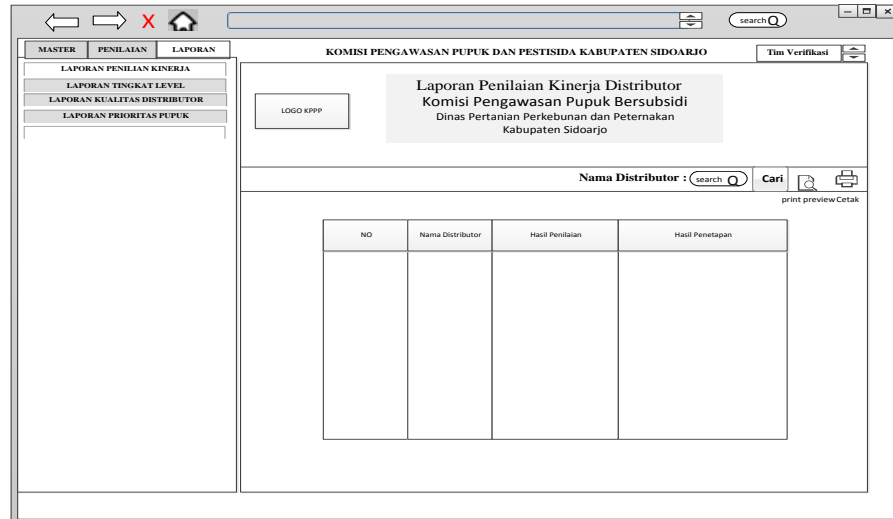 X
search
MASTER PENILAIAN LAPORAN
KOMISI PENGAWASAN PUPUK DAN PESTISIDA KABUPATEN SIDOARJO
Tim Verifikasi
LAPORAN PENILIAN KINERJA
LAPORAN TINGKAT LEVEL
LAPORAN KUALITAS DISTRIBUTOR
LAPORAN PRIORITAS PUPUK
LOGO KPPP
Laporan Penilaian Kinerja Distributor
Komisi Pengawasan Pupuk Bersubsidi
Dinas Pertanian Perkebunan dan Peternakan
Kabupaten Sidoarjo
Nama Distributor : search Cari
print preview Cetak
NO Nama Distributor Hasil Penilaian Hasil Penetapan